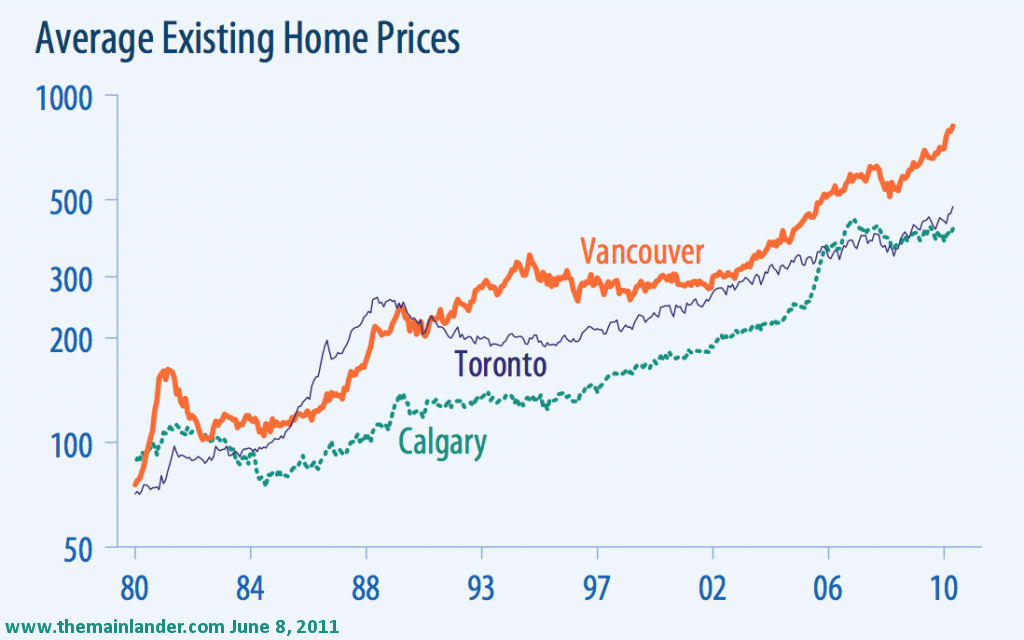 Average Existing Home Prices
1000
500
300
200
100
50
Vancouver
Toronto
Calgary
80 84 88 93 97 02 06 10
www.themainlander.com June 8, 2011